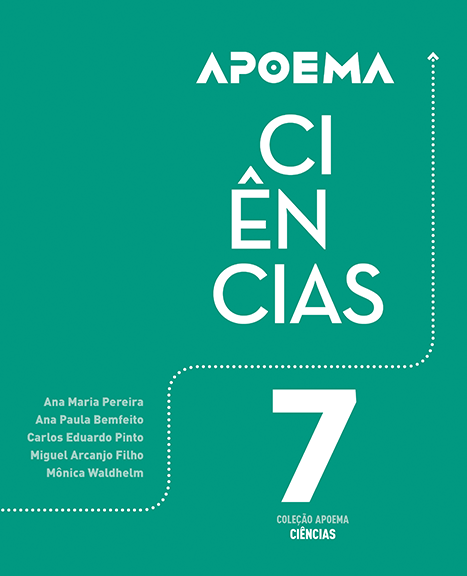 APOEMA
CI
ÊN
CIAS
Ana Maria Pereira
Ana Paula Bemfeito
Carlos Eduardo Pinto
Miguel Arcanjo Filho
Mônica Waldhelm
7
COLEÇÃO APOEMA
CIÊNCIAS